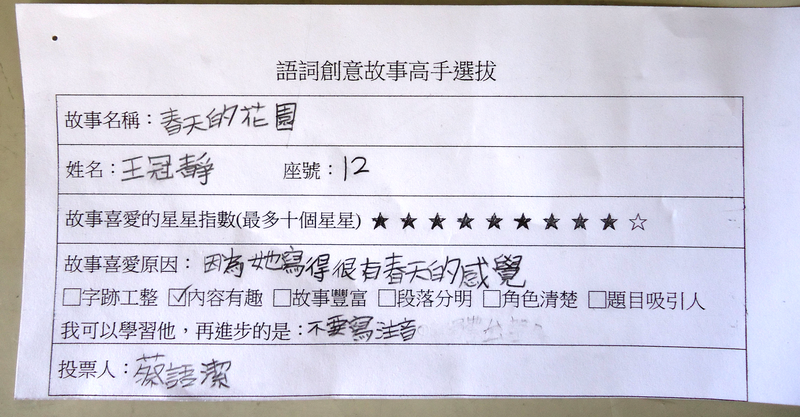 語詞創意故事高手選拔
故事名稱：春天的花園
姓名：王冠靜 座號：12
故事喜愛的星星指數(最多十個星星) ★★★★★★★★★☆
故事喜愛原因：因為她寫得很有春天的感覺
□字跡工整 ☑內容有趣 □故事豐富 □段落分明 □角色清楚 □題目吸引人
我可以學習他，再進步的是：不要寫注音
投票人：蔡語潔